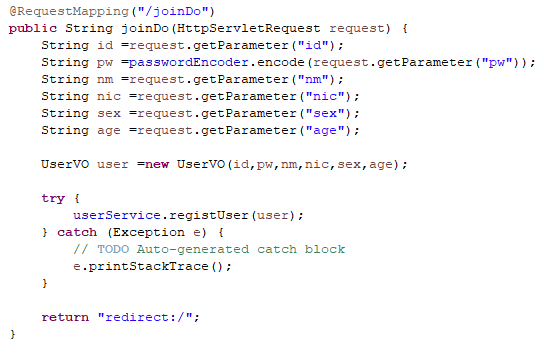 @RequestMapping("/joinDo")
public String joinDo(HttpServletRequest request) {
    String id =request.getParameter("id");
    String pw =passwordEncoder.encode(request.getParameter("pw"));
    String nm =request.getParameter("nm");
    String nic =request.getParameter("nic");
    String sex =request.getParameter("sex");
    String age =request.getParameter("age");

    UserVO user =new UserVO(id,pw,nm,nic,sex,age);

    try {
        userService.registUser(user);
    } catch (Exception e) {
        // TODO Auto-generated catch block
        e.printStackTrace();
    }

    return "redirect:/";
}